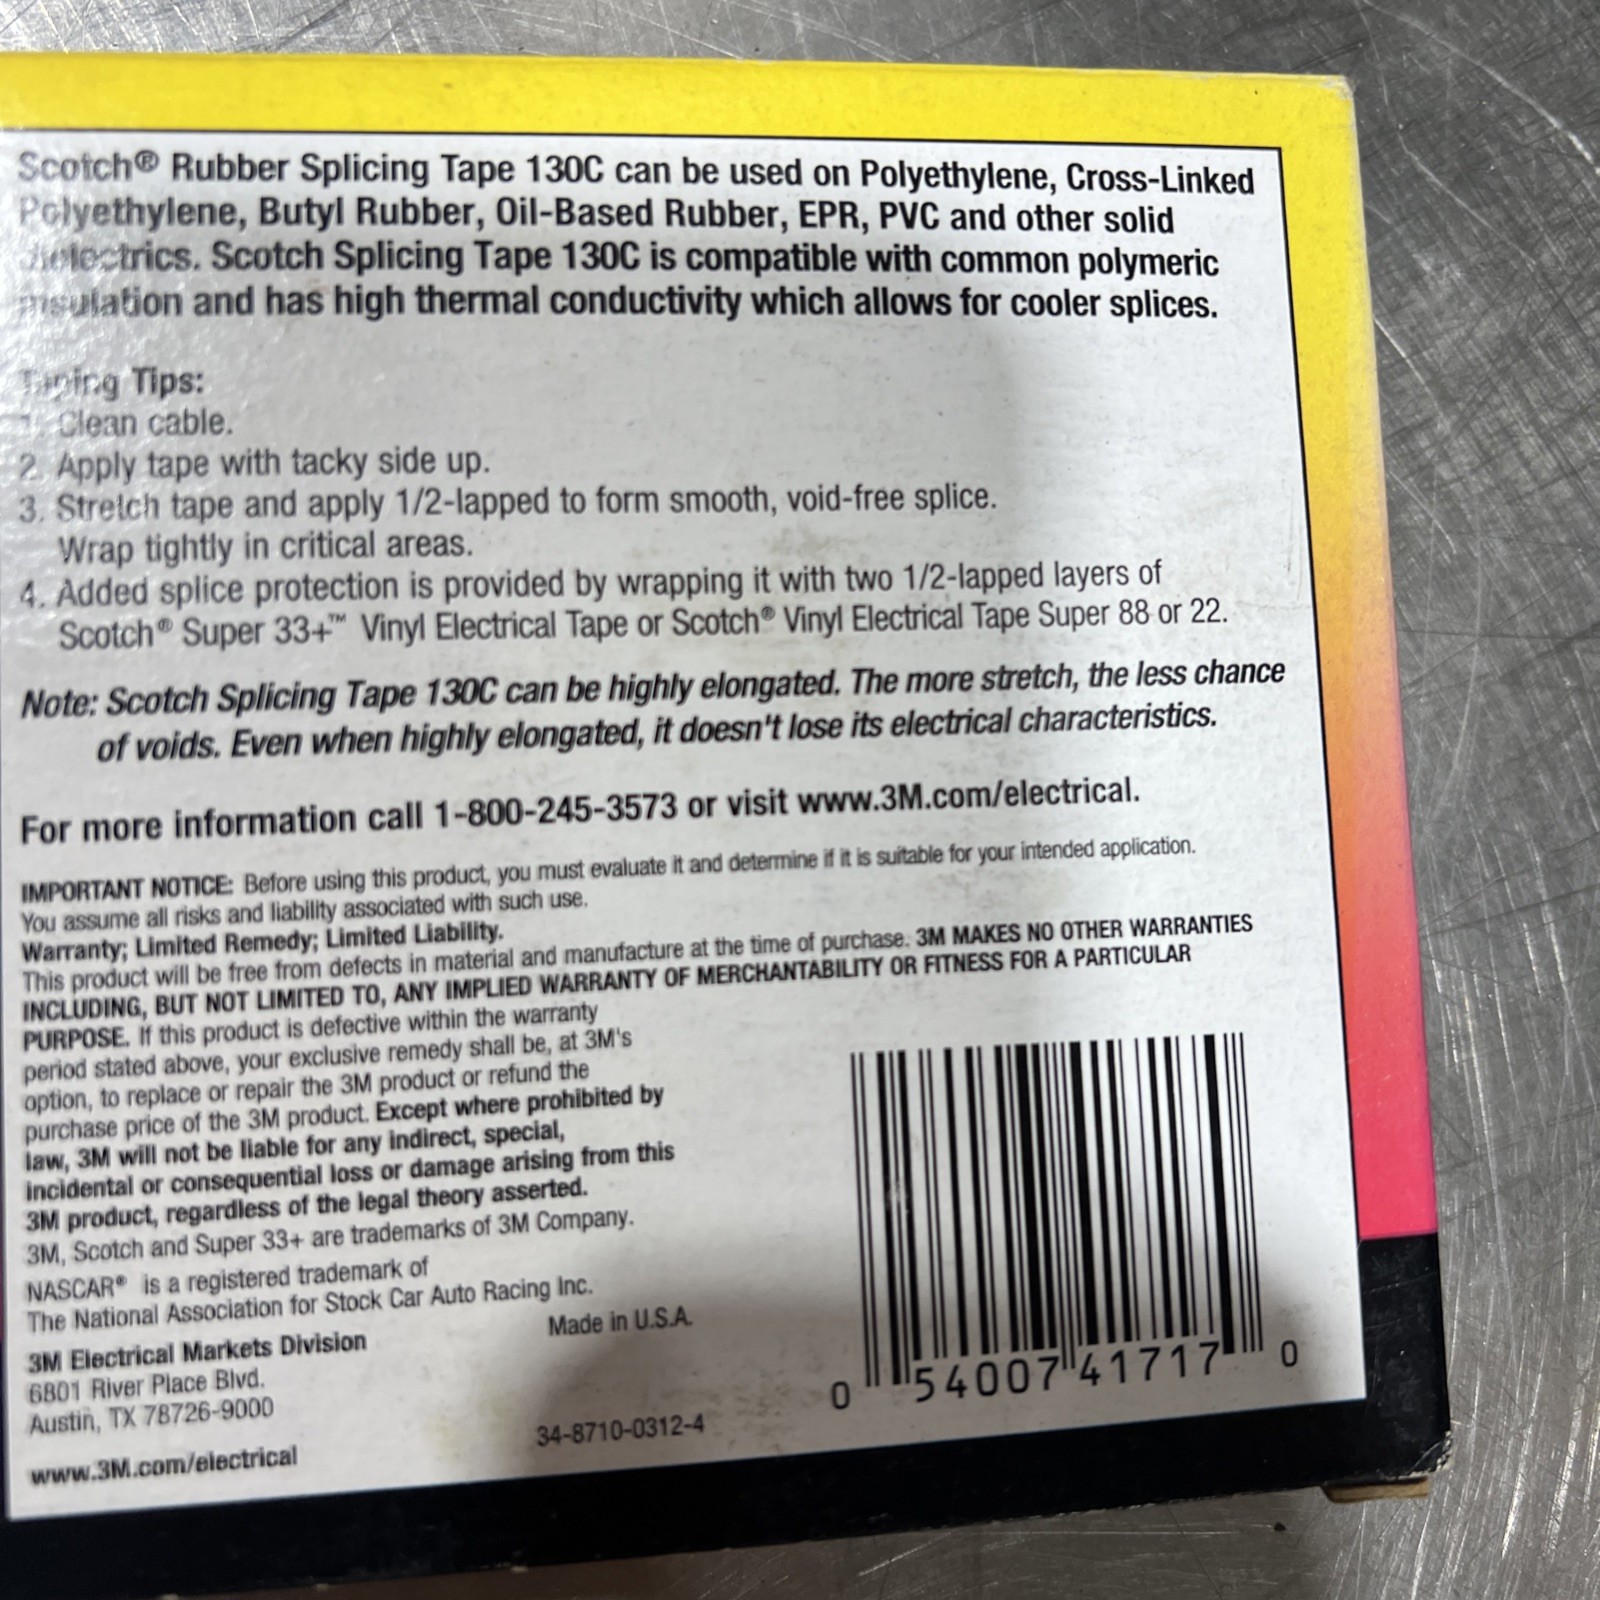 Scotch® Rubber Splicing Tape 130C can be used on Polyethylene, Cross-Linked
Polyethylene, Butyl Rubber, Oil-Based Rubber, EPR, PVC and other solid
dielectrics. Scotch Splicing Tape 130C is compatible with common polymeric
insulation and has high thermal conductivity which allows for cooler splices.
Taping Tips:
1. Clean cable.
2. Apply tape with tacky side up.
3. Stretch tape and apply 1/2-lapped to form smooth, void-free splice.
Wrap tightly in critical areas.
4. Added splice protection is provided by wrapping it with two 1/2-lapped layers of
Scotch® Super 33+™ Vinyl Electrical Tape or Scotch® Vinyl Electrical Tape Super 88 or 22.
Note: Scotch Splicing Tape 130C can be highly elongated. The more stretch, the less chance
of voids. Even when highly elongated, it doesn't lose its electrical characteristics.
For more information call 1-800-245-3573 or visit www.3M.com/electrical.
IMPORTANT NOTICE: Before using this product, you must evaluate it and determine if it is suitable for your intended application.
You assume all risks and liability associated with such use.
Warranty; Limited Remedy; Limited Liability.
This product will be free from defects in material and manufacture at the time of purchase. 3M MAKES NO OTHER WARRANTIES
INCLUDING, BUT NOT LIMITED TO, ANY IMPLIED WARRANTY OF MERCHANTABILITY OR FITNESS FOR A PARTICULAR
PURPOSE. If this product is defective within the warranty
period stated above, your exclusive remedy shall be, at 3M's
option, to replace or repair the 3M product or refund the
purchase price of the 3M product. Except where prohibited by
law, 3M will not be liable for any indirect, special,
incidental or consequential loss or damage arising from this
3M product, regardless of the legal theory asserted.
3M, Scotch and Super 33+ are trademarks of 3M Company.
NASCAR® is a registered trademark of
The National Association for Stock Car Auto Racing Inc.
Made in U.S.A.
3M Electrical Markets Division
6801 River Place Blvd.
Austin, TX 78726-9000
34-8710-0312-4
www.3M.com/electrical
0 54007 41717 0